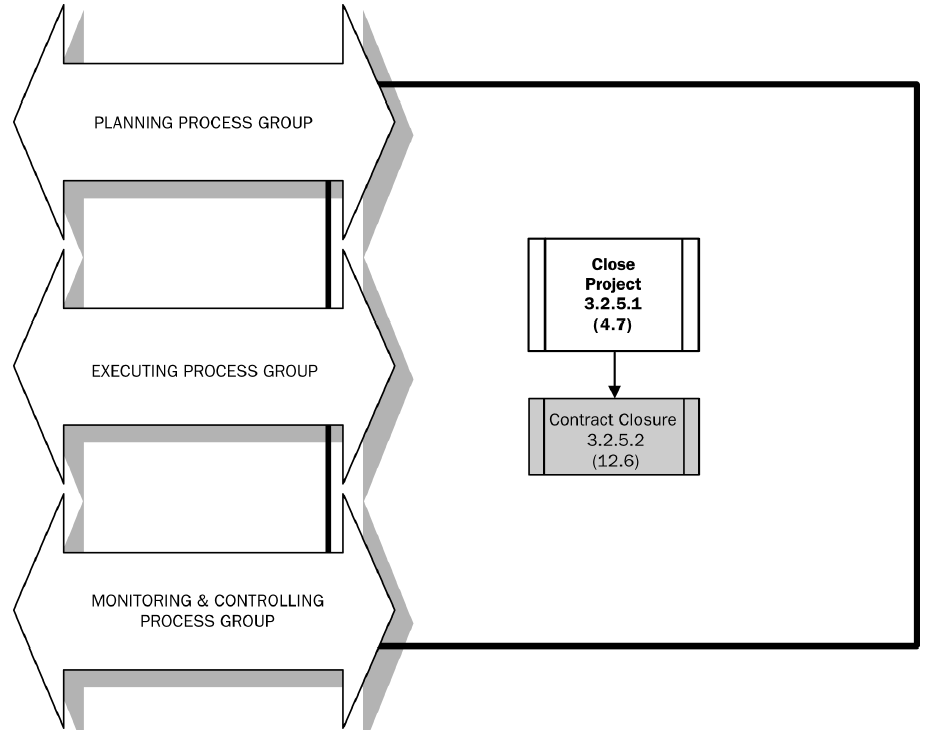 PLANNING PROCESS GROUP
Close
Project
3.2.5.1
(4.7)
EXECUTING PROCESS GROUP
Contract Closure
3.2.5.2
(12.6)
MONITORING & CONTROLLING
PROCESS GROUP